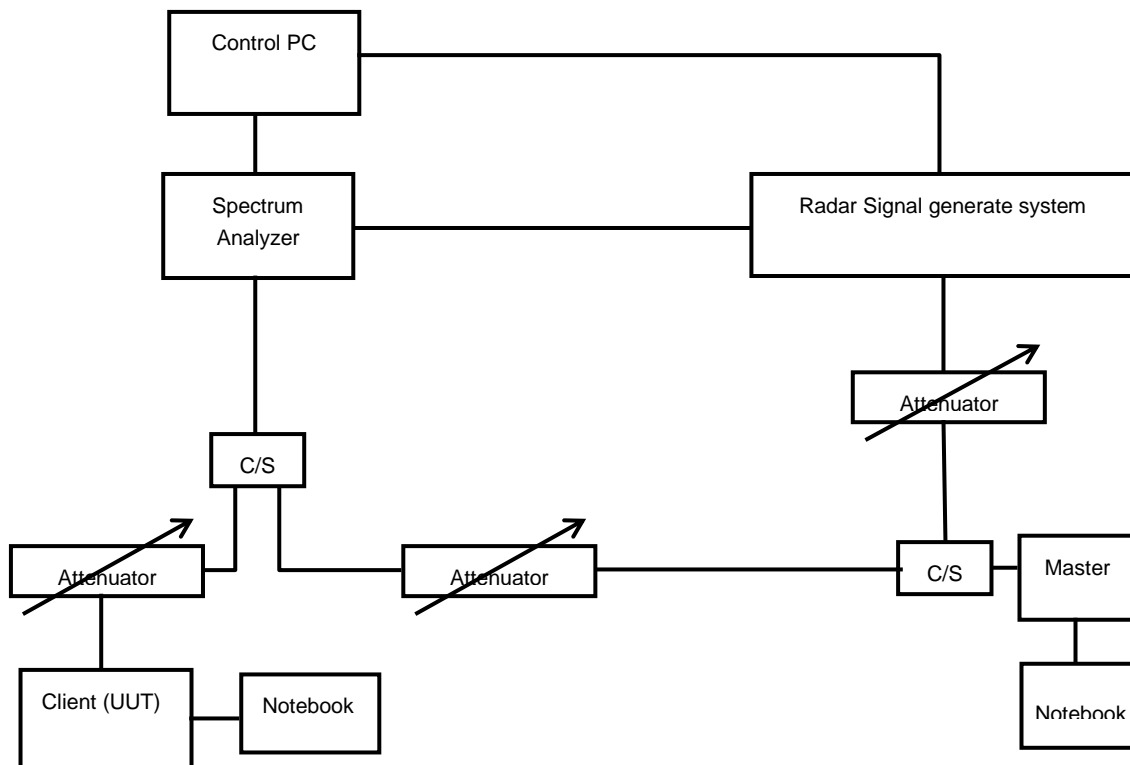 Control PC
Spectrum
Analyzer
Radar Signal generate system
Attenuator
C/S
Attenuator
Attenuator
C/S
Master
Client (UUT)
Notebook
Notebook